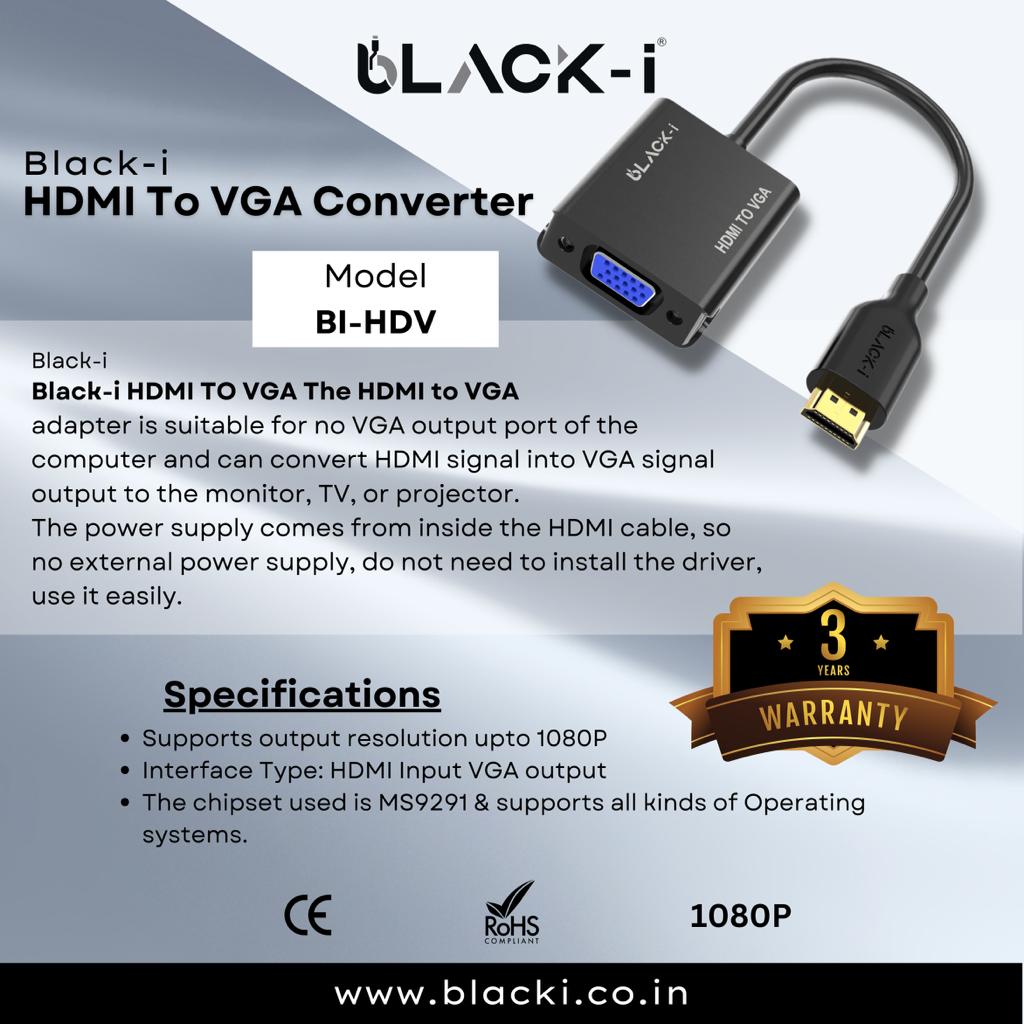 bLACK-i®
Black-i
HDMI To VGA Converter
bLACK-i
HDMI TO VGA
bLACK-i
Model
BI-HDV
Black-i
Black-i HDMI TO VGA The HDMI to VGA
adapter is suitable for no VGA output port of the
computer and can convert HDMI signal into VGA signal
output to the monitor, TV, or projector.
The power supply comes from inside the HDMI cable, so
no external power supply, do not need to install the driver,
use it easily.
3
YEARS
WARRANTY
Specifications
• Supports output resolution upto 1080P
• Interface Type: HDMI Input VGA output
• The chipset used is MS9291 & supports all kinds of Operating
systems.
CE
RoHS
COMPLIANT
1080P
www.blacki.co.in